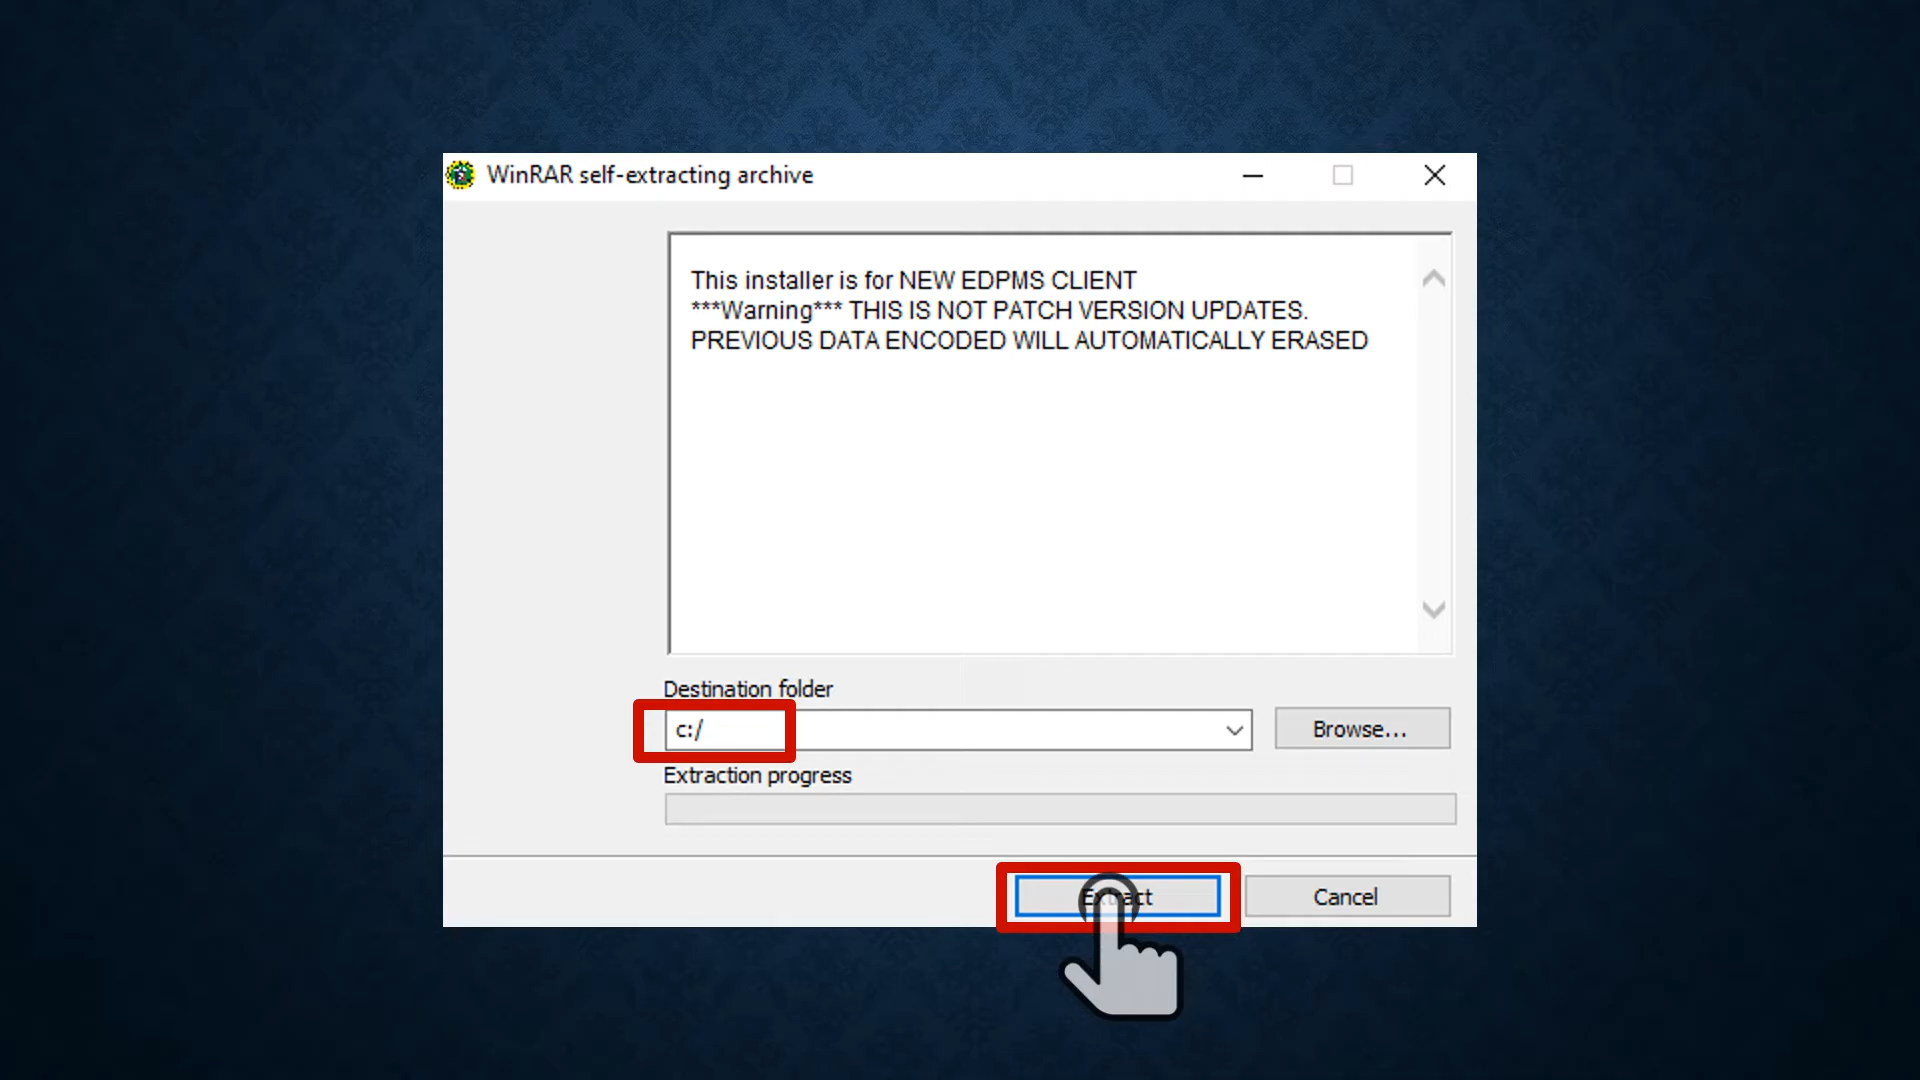 WinRAR self-extracting archive
This installer is for NEW EDPMS CLIENT
***Warning*** THIS IS NOT PATCH VERSION UPDATES.
PREVIOUS DATA ENCODED WILL AUTOMATICALLY ERASED
Destination folder
c:/
Browse...
Extraction progress
Extract
Cancel